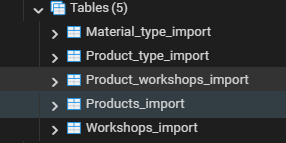 Tables (5)
Material_type_import
Product_type_import
Product_workshops_import
Products_import
Workshops_import